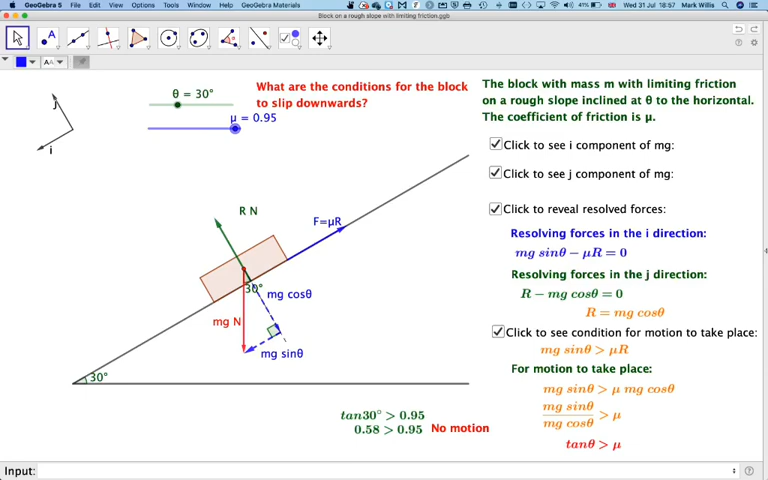 GeoGebra 5 File Edit View Options Tools Window Help GeoGebra Materials
41% Wed 31 Jul 18:57 Mark Willis
Block on a rough slope with limiting friction.ggb
A
a=2
AA
j
i
θ = 30°
μ = 0.95
What are the conditions for the block
to slip downwards?
The block with mass m with limiting friction
on a rough slope inclined at θ to the horizontal.
The coefficient of friction is μ.
Click to see i component of mg:
Click to see j component of mg:
Click to reveal resolved forces:
Resolving forces in the i direction:
mg sinθ − μR = 0
Resolving forces in the j direction:
R − mg cosθ = 0
R = mg cosθ
Click to see condition for motion to take place:
mg sinθ > μR
For motion to take place:
mg sinθ > μ mg cosθ
mg sinθ
mg cosθ > μ
tanθ > μ
R N
F=μR
30°
mg cosθ
mg N
mg sinθ
30°
tan30° > 0.95
0.58 > 0.95 No motion
Input: